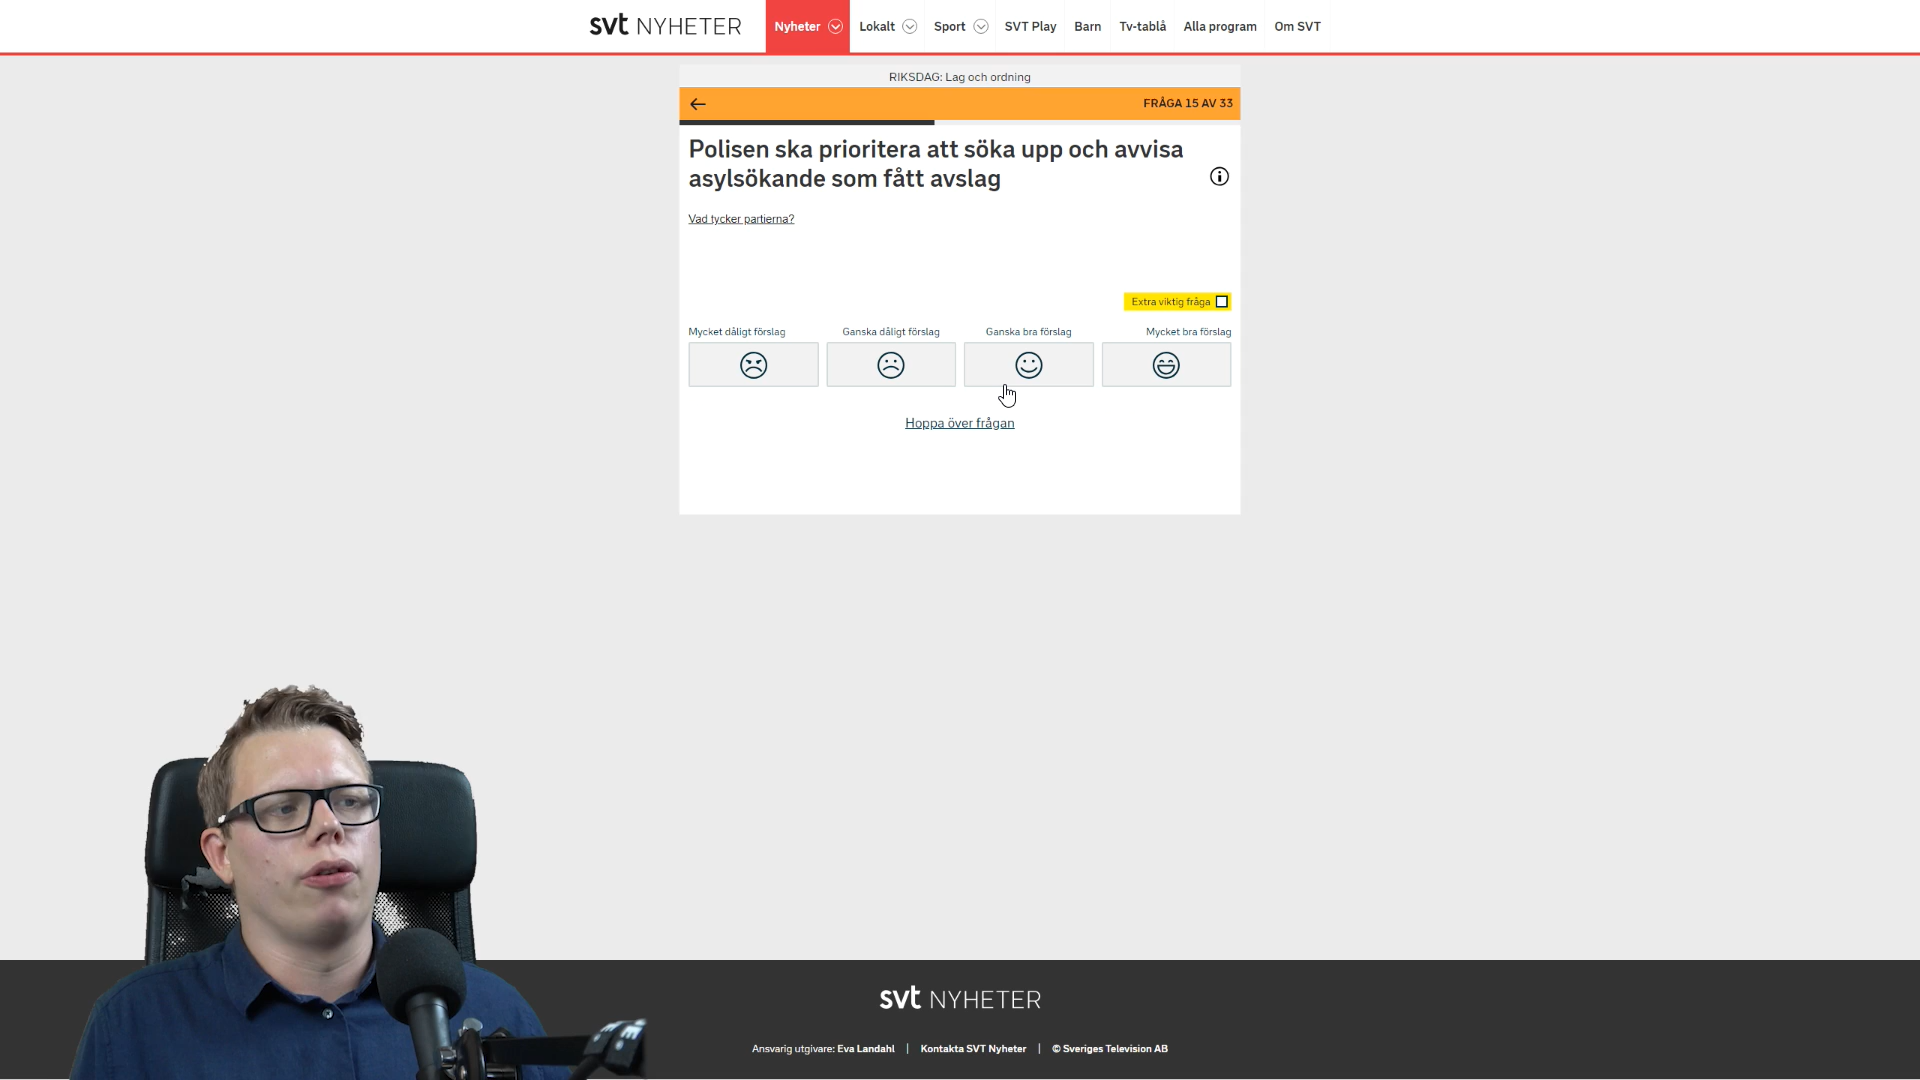 svt NYHETER
Nyheter Lokalt Sport SVT Play Barn Tv-tablå Alla program Om SVT
RIKSDAG: Lag och ordning
FRÅGA 15 AV 33
Polisen ska prioritera att söka upp och avvisa
asylsökande som fått avslag
Vad tycker partierna?
Extra viktig fråga
Mycket dåligt förslag Ganska dåligt förslag Ganska bra förslag Mycket bra förslag
Hoppa över frågan
svt NYHETER
Ansvarig utgivare: Eva Landahl | Kontakta SVT Nyheter | © Sveriges Television AB